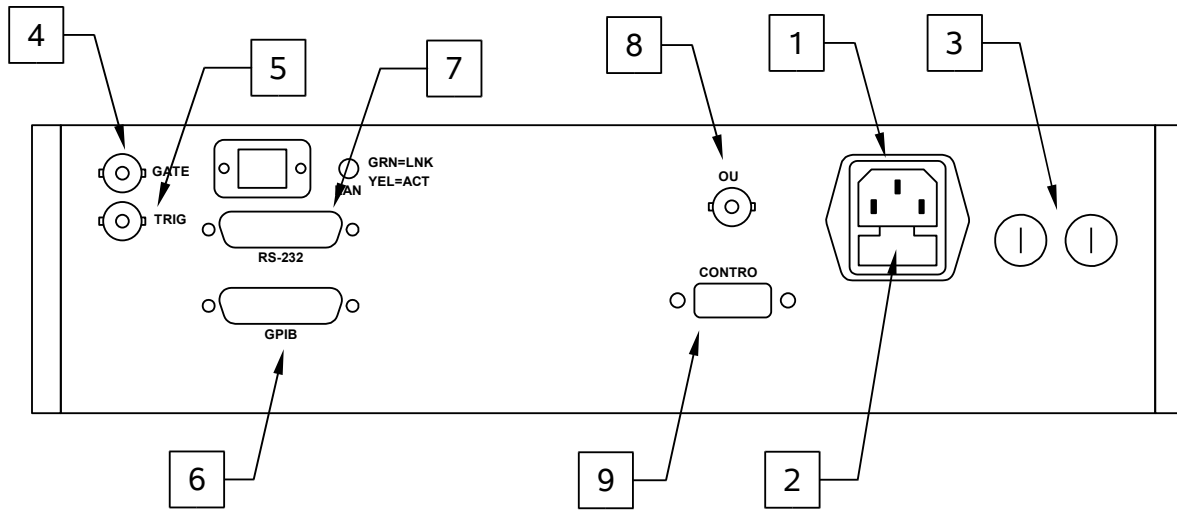 4
5
7
8
1
3
GATE
TRIG
GRN=LNK
YEL=ACT
LAN
RS-232
GPIB
OU
CONTRO
6
9
2